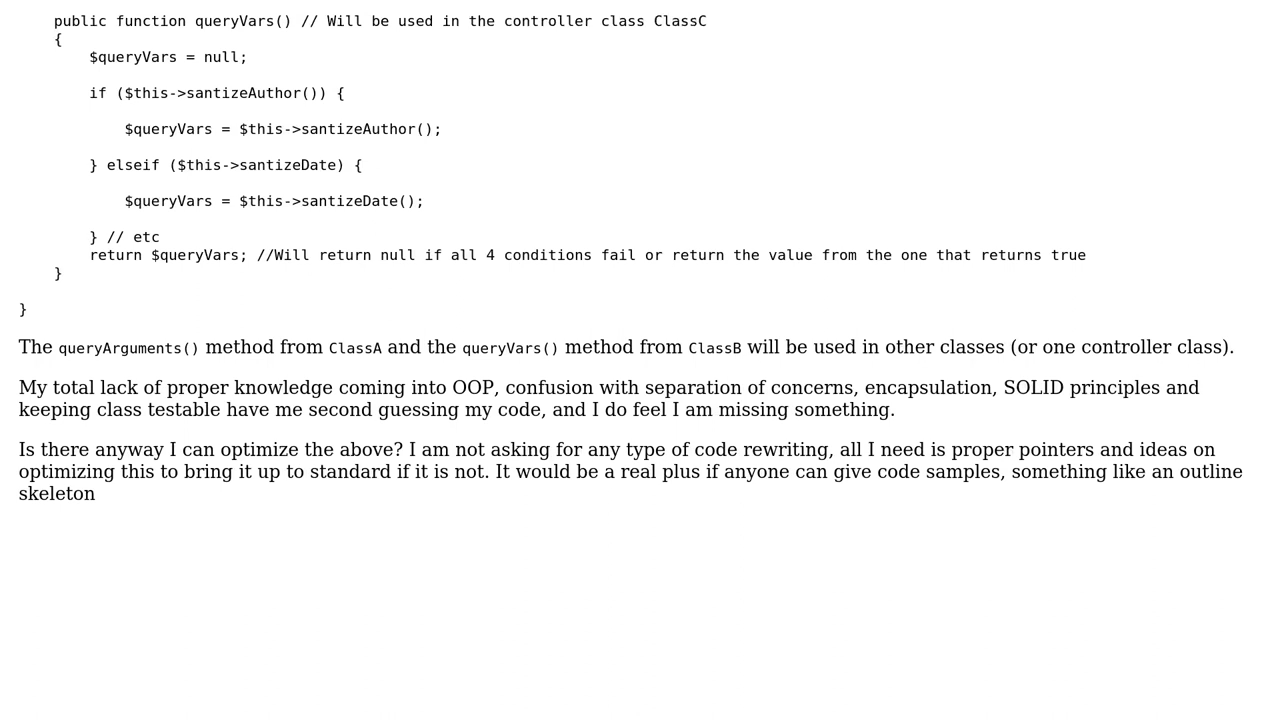 public function queryVars() // Will be used in the controller class ClassC
{
$queryVars = null;
if ($this->santizeAuthor()) {
$queryVars = $this->santizeAuthor();
} elseif ($this->santizeDate) {
$queryVars = $this->santizeDate();
} // etc
return $queryVars; //Will return null if all 4 conditions fail or return the value from the one that returns true
}
}
The queryArguments() method from ClassA and the queryVars() method from ClassB will be used in other classes (or one controller class).
My total lack of proper knowledge coming into OOP, confusion with separation of concerns, encapsulation, SOLID principles and
keeping class testable have me second guessing my code, and I do feel I am missing something.
Is there anyway I can optimize the above? I am not asking for any type of code rewriting, all I need is proper pointers and ideas on
optimizing this to bring it up to standard if it is not. It would be a real plus if anyone can give code samples, something like an outline
skeleton